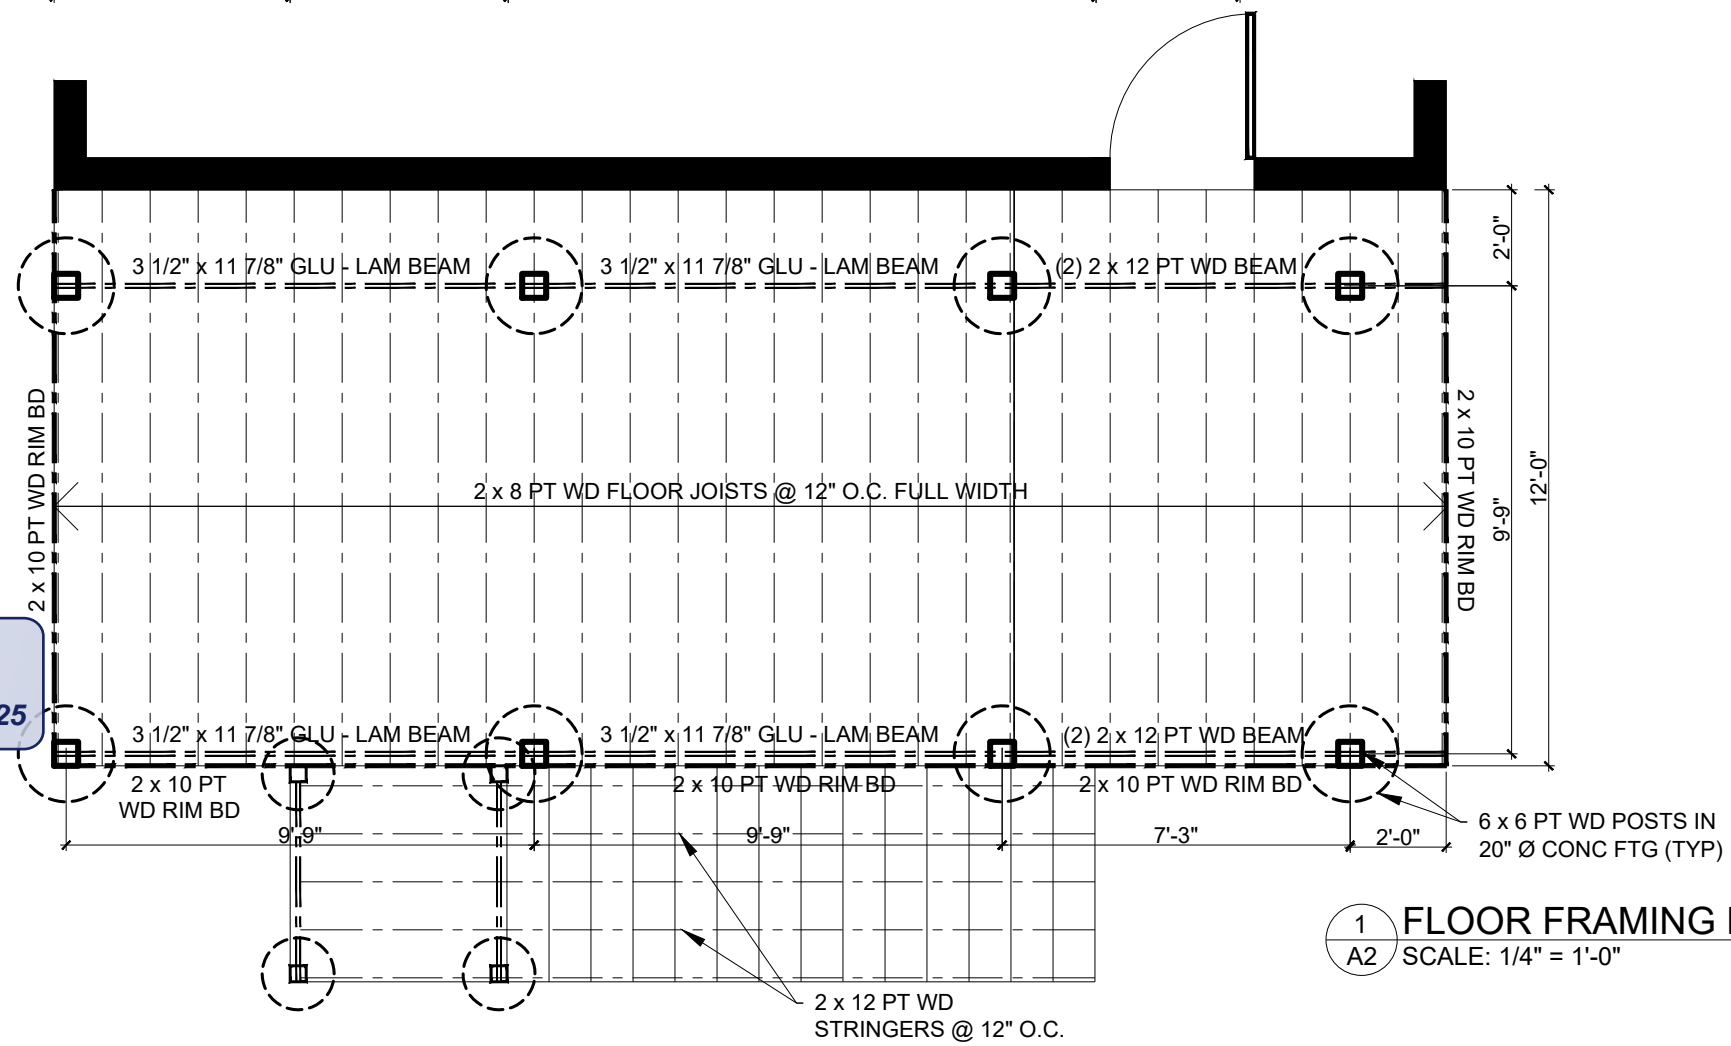 2'-0"
3 1/2" x 11 7/8" GLU - LAM BEAM
3 1/2" x 11 7/8" GLU - LAM BEAM
(2) 2 x 12 PT WD BEAM
2 x 10 PT WD RIM BD
2 x 8 PT WD FLOOR JOISTS @ 12" O.C. FULL WIDTH
2 x 10 PT WD RIM BD
9'-9"
12'-0"
25
3 1/2" x 11 7/8" GLU - LAM BEAM
3 1/2" x 11 7/8" GLU - LAM BEAM
(2) 2 x 12 PT WD BEAM
2 x 10 PT
WD RIM BD
2 x 10 PT WD RIM BD
2 x 10 PT WD RIM BD
9'-9"
9'-9"
7'-3"
2'-0"
6 x 6 PT WD POSTS IN
20" Ø CONC FTG (TYP)
1
A2
FLOOR FRAMING
SCALE: 1/4" = 1'-0"
2 x 12 PT WD
STRINGERS @ 12" O.C.